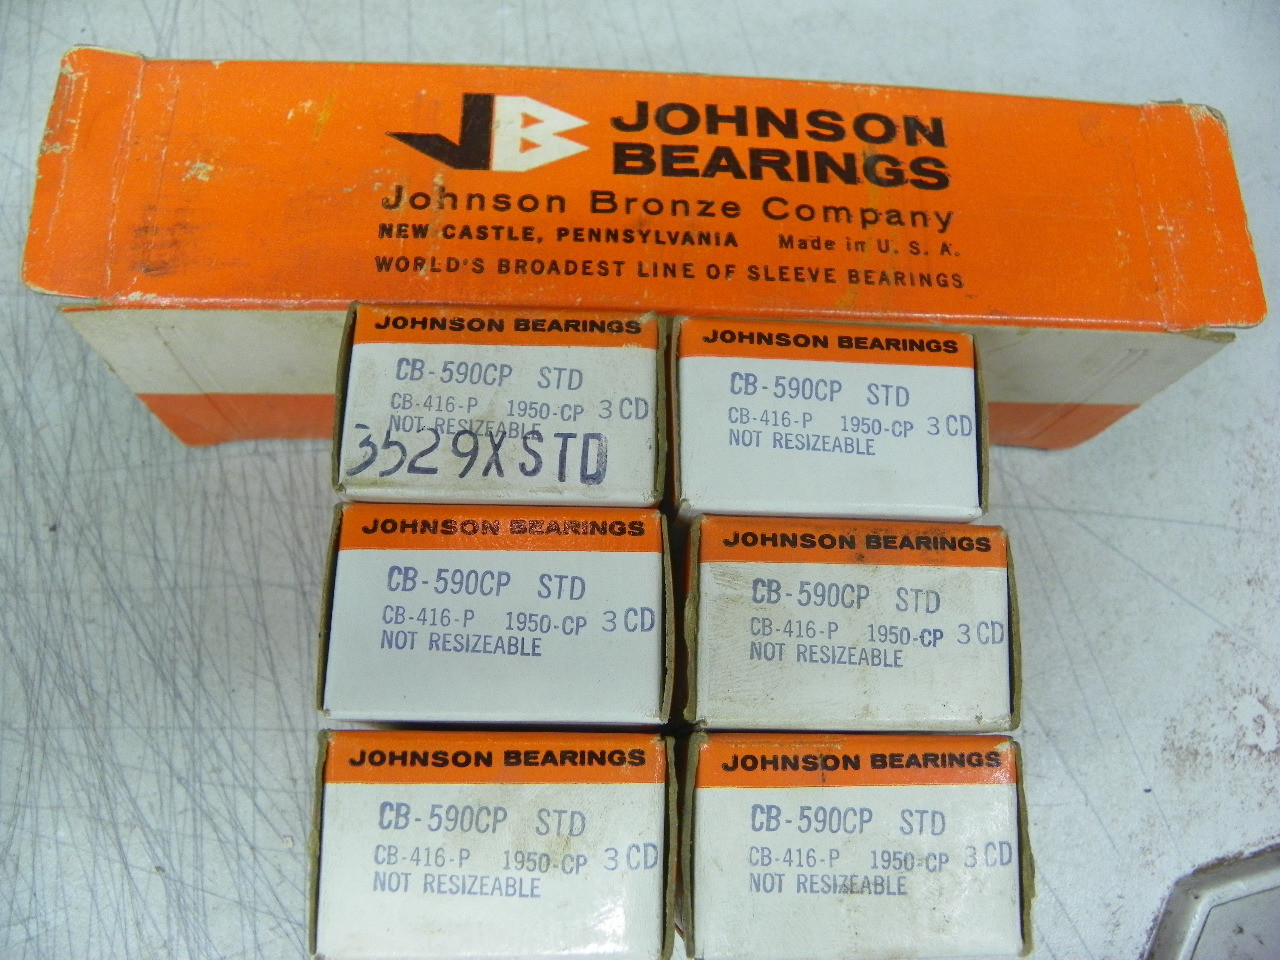 JB JOHNSON
BEARINGS
Johnson Bronze Company
NEW CASTLE, PENNSYLVANIA Made in U. S. A.
WORLD'S BROADEST LINE OF SLEEVE BEARINGS
JOHNSON BEARINGS
CB-590CP STD
CB-416-P 1950-CP 3 CD
NOT RESIZEABLE
3529XSTD
JOHNSON BEARINGS
CB-590CP STD
CB-416-P 1950-CP 3 CD
NOT RESIZEABLE
JOHNSON BEARINGS
CB-590CP STD
CB-416-P 1950-CP 3 CD
NOT RESIZEABLE
JOHNSON BEARINGS
CB-590CP STD
CB-416-P 1950-CP 3 CD
NOT RESIZEABLE
JOHNSON BEARINGS
CB-590CP STD
CB-416-P 1950-CP 3 CD
NOT RESIZEABLE
JOHNSON BEARINGS
CB-590CP STD
CB-416-P 1950-CP 3 CD
NOT RESIZEABLE